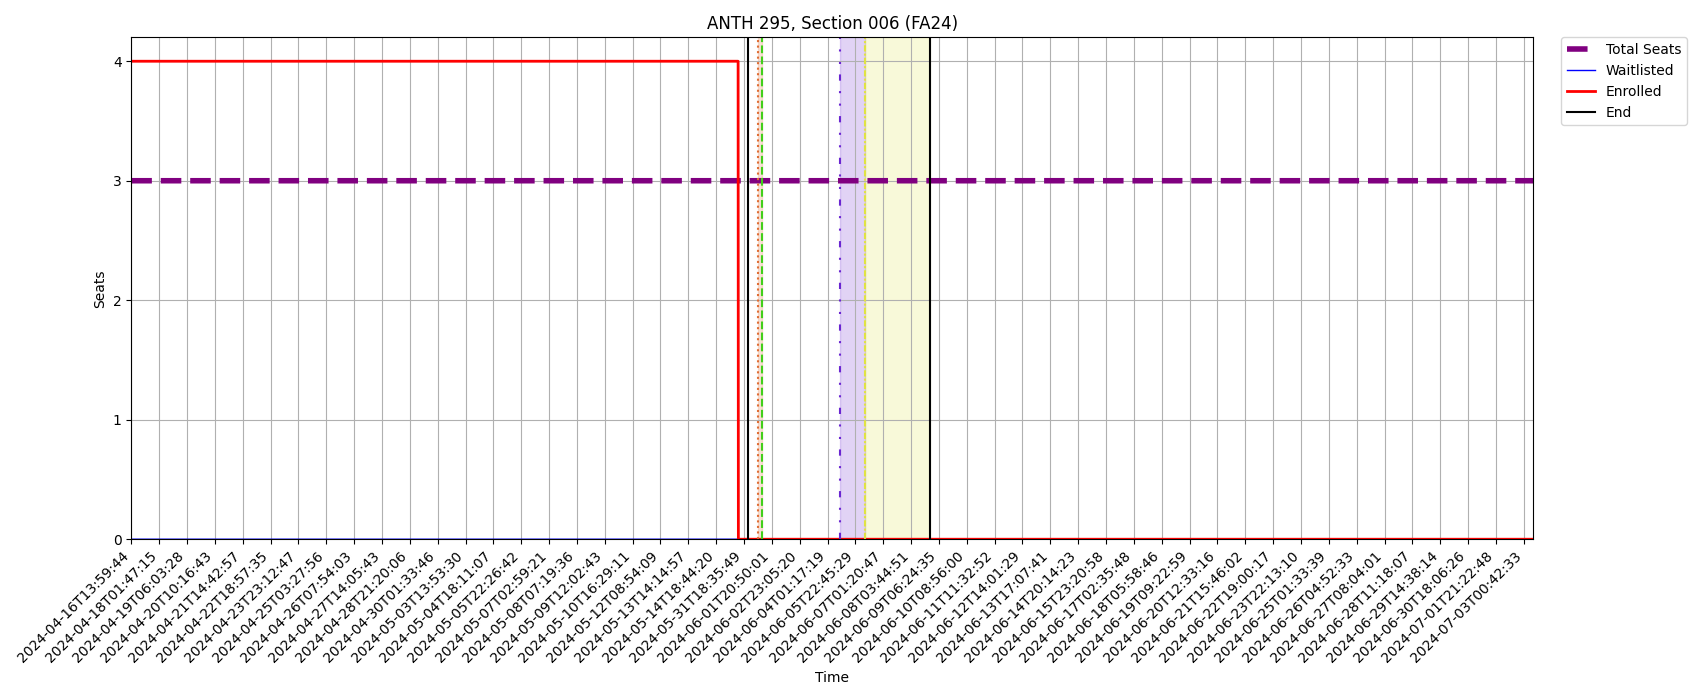 ANTH 295, Section 006 (FA24)
Total Seats
Waitlisted
Enrolled
End
Seats
4
3
2
1
0
2024-04-16T13:59:44
2024-04-18T01:47:15
2024-04-19T06:03:28
2024-04-20T10:16:43
2024-04-21T14:42:57
2024-04-22T18:57:35
2024-04-23T23:12:47
2024-04-25T03:27:56
2024-04-26T07:54:03
2024-04-27T14:05:43
2024-04-28T21:20:06
2024-04-30T01:33:46
2024-05-03T13:53:30
2024-05-04T18:11:07
2024-05-05T22:26:42
2024-05-07T02:59:21
2024-05-08T07:19:36
2024-05-09T12:02:43
2024-05-10T16:29:11
2024-05-12T08:54:09
2024-05-13T14:14:57
2024-05-14T18:44:20
2024-05-31T18:35:49
2024-06-01T20:50:01
2024-06-02T23:05:20
2024-06-04T01:17:19
2024-06-05T22:45:29
2024-06-07T01:20:47
2024-06-08T03:44:51
2024-06-09T06:24:35
2024-06-10T08:56:00
2024-06-11T11:32:52
2024-06-12T14:01:29
2024-06-13T17:07:41
2024-06-14T20:14:23
2024-06-15T23:20:58
2024-06-17T02:35:48
2024-06-18T05:58:46
2024-06-19T09:22:59
2024-06-20T12:33:16
2024-06-21T15:46:02
2024-06-22T19:00:17
2024-06-23T22:13:10
2024-06-25T01:33:39
2024-06-26T04:52:33
2024-06-27T08:04:01
2024-06-28T11:18:07
2024-06-29T14:38:14
2024-06-30T18:06:26
2024-07-01T21:22:48
2024-07-03T00:42:33
Time